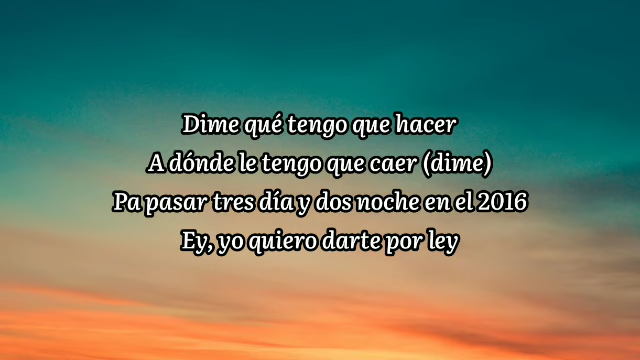 Dime qué tengo que hacer
A dónde le tengo que caer (dime)
Pa pasar tres día y dos noche en el 2016
Ey, yo quiero darte por ley